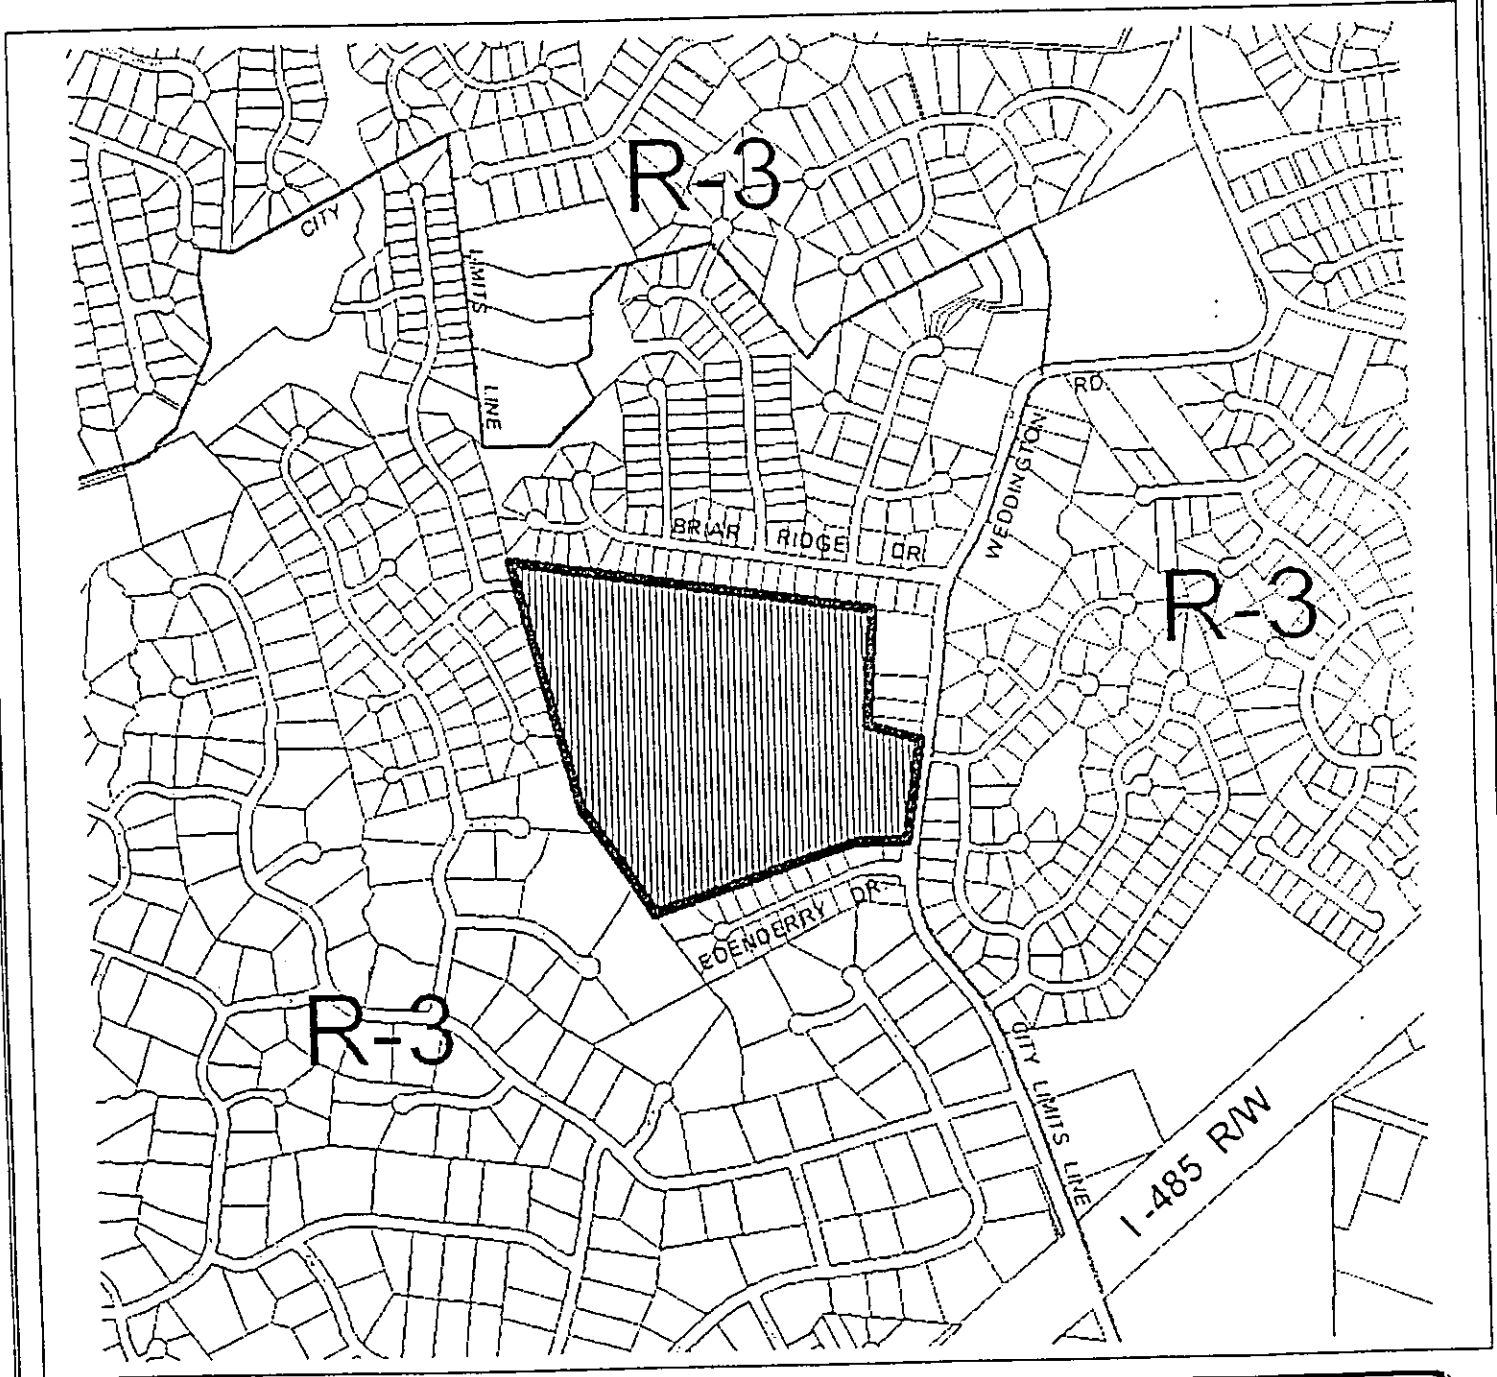 R-3
CITY
LIMITS
LINE
RD.
WEDDINGTON
BRIAR RIDGE DR.
R-3
EDENDERRY DR.
R-3
CITY LIMITS LINE
I-485 R/W